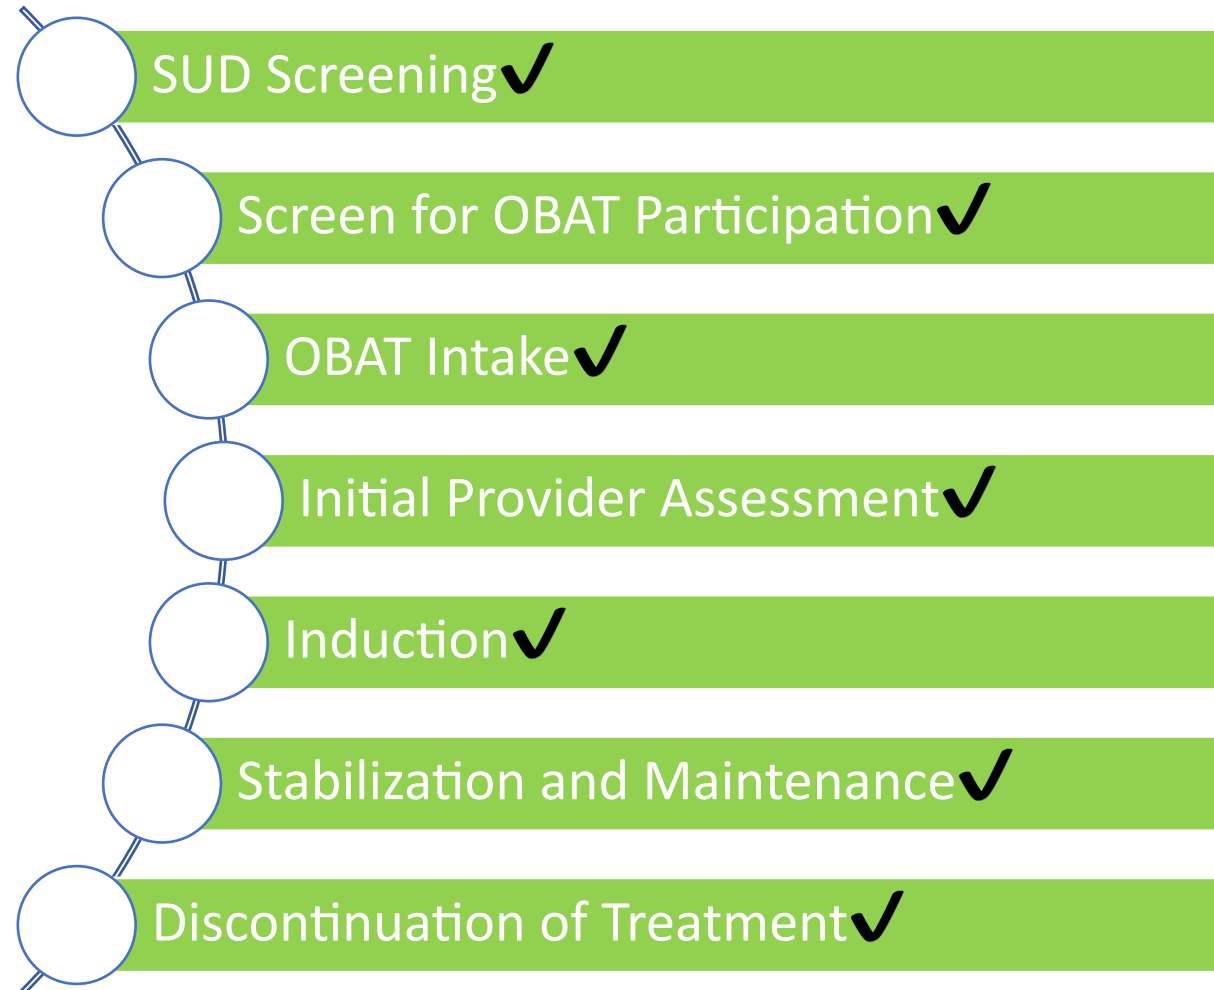 SUD Screening✔
Screen for OBAT Participation✔
OBAT Intake✔
Initial Provider Assessment✔
Induction✔
Stabilization and Maintenance✔
Discontinuation of Treatment✔